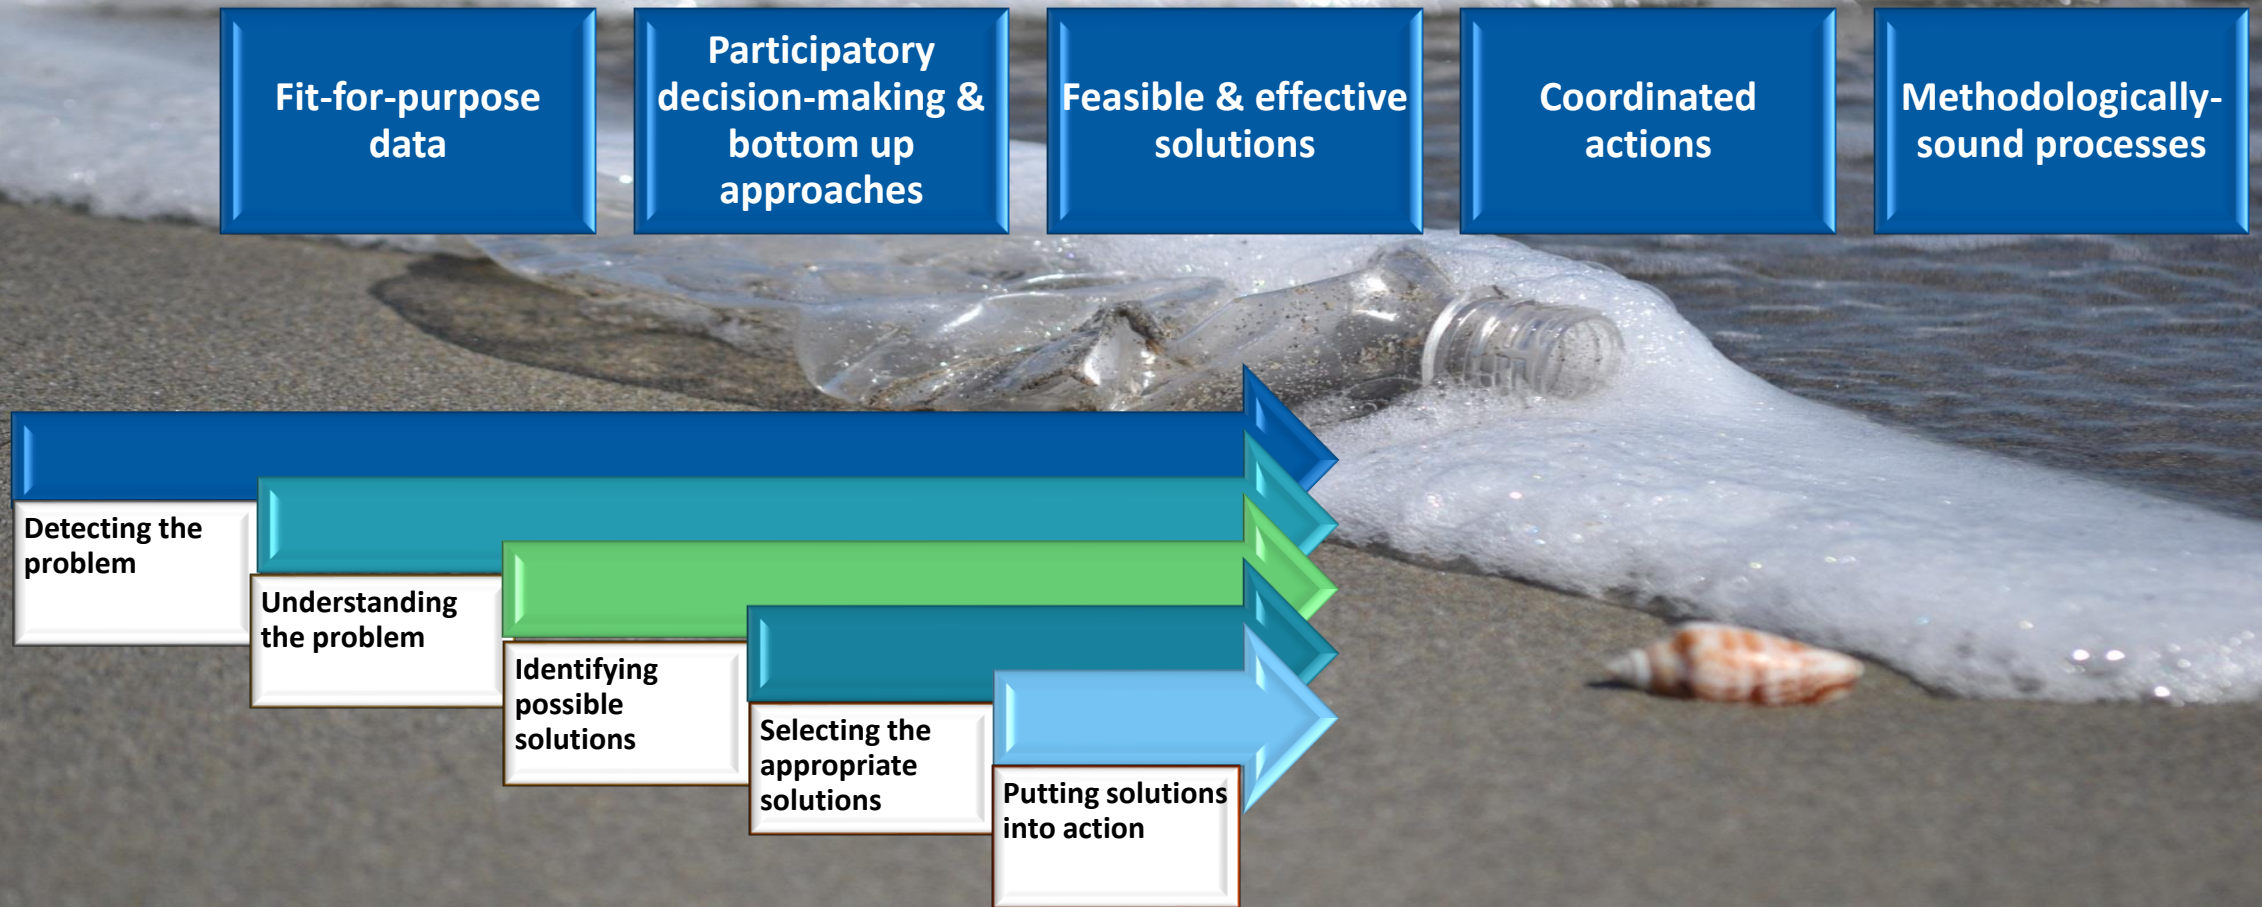 Fit-for-purpose
data
Participatory
decision-making &
bottom up
approaches
Feasible & effective
solutions
Coordinated
actions
Methodologically-
sound processes
Detecting the
problem
Understanding
the problem
Identifying
possible
solutions
Selecting the
appropriate
solutions
Putting solutions
into action